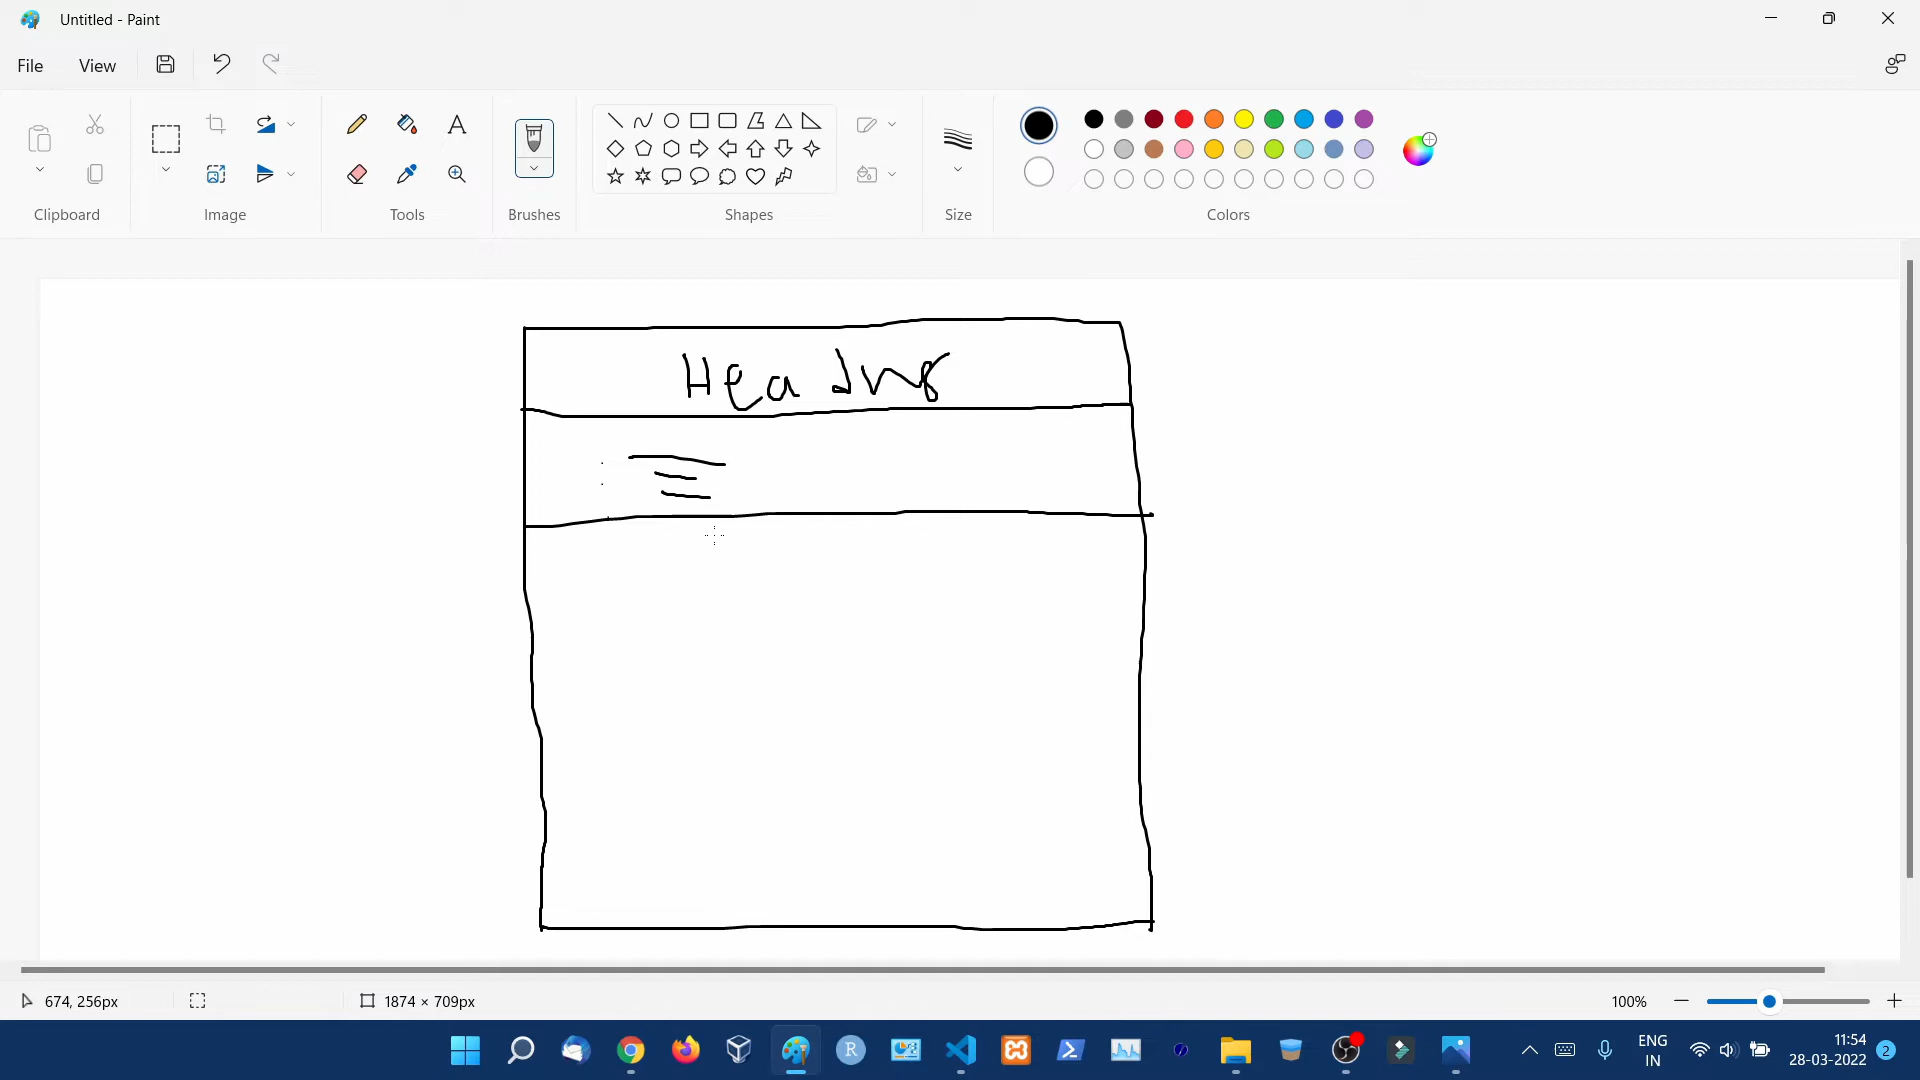 Untitled - Paint
File
View
Clipboard
Image
Tools
Brushes
Shapes
Size
Colors
Heading
674, 256px
1874 × 709px
100%
ENG
IN
11:54
28-03-2022
2